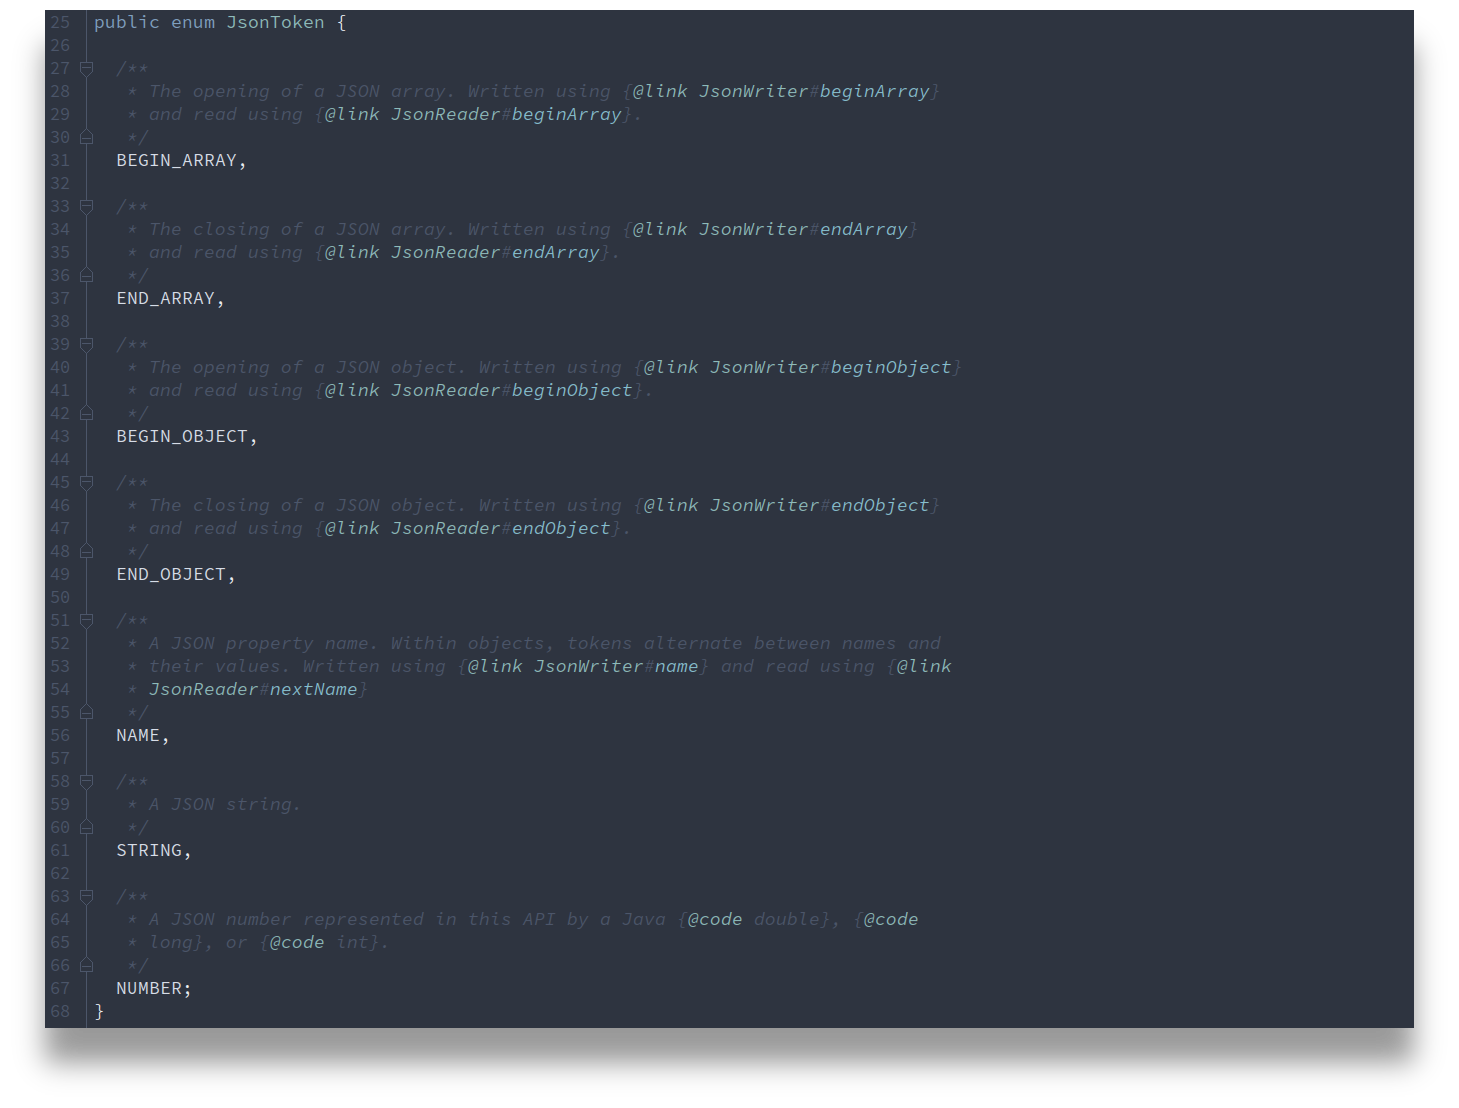 25 public enum JsonToken {
26
27 /**
28 * The opening of a JSON array. Written using {@link JsonWriter#beginArray}
29 * and read using {@link JsonReader#beginArray}.
30 */
31 BEGIN_ARRAY,
32
33 /**
34 * The closing of a JSON array. Written using {@link JsonWriter#endArray}
35 * and read using {@link JsonReader#endArray}.
36 */
37 END_ARRAY,
38
39 /**
40 * The opening of a JSON object. Written using {@link JsonWriter#beginObject}
41 * and read using {@link JsonReader#beginObject}.
42 */
43 BEGIN_OBJECT,
44
45 /**
46 * The closing of a JSON object. Written using {@link JsonWriter#endObject}
47 * and read using {@link JsonReader#endObject}.
48 */
49 END_OBJECT,
50
51 /**
52 * A JSON property name. Within objects, tokens alternate between names and
53 * their values. Written using {@link JsonWriter#name} and read using {@link
54 * JsonReader#nextName}
55 */
56 NAME,
57
58 /**
59 * A JSON string.
60 */
61 STRING,
62
63 /**
64 * A JSON number represented in this API by a Java {@code double}, {@code
65 * long}, or {@code int}.
66 */
67 NUMBER;
68 }